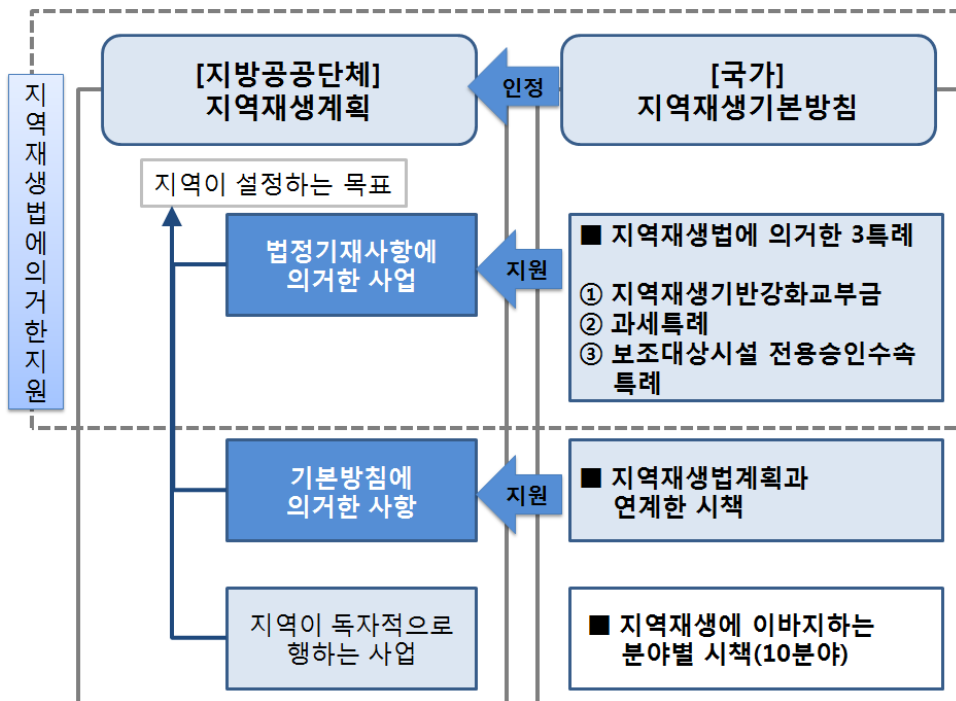 지역재생법에의거한지원
[지방공공단체]
지역재생계획
인정
[국가]
지역재생기본방침
지역이 설정하는 목표
법정기재사항에
의거한 사업
지원
■ 지역재생법에 의거한 3특례
① 지역재생기반강화교부금
② 과세특례
③ 보조대상시설 전용승인수속
특례
기본방침에
의거한 사항
지원
■ 지역재생법계획과
연계한 시책
지역이 독자적으로
행하는 사업
■ 지역재생에 이바지하는
분야별 시책(10분야)